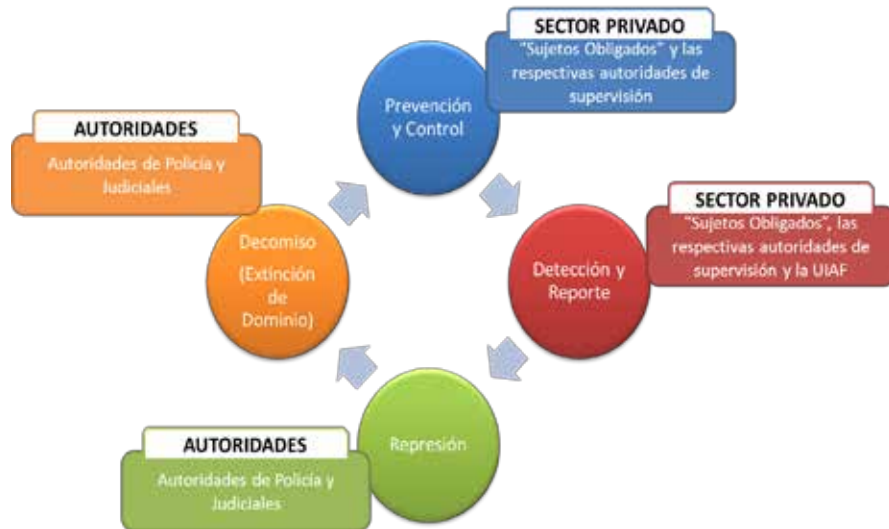 SECTOR PRIVADO
"Sujetos Obligados" y las
respectivas autoridades de
supervisión
Prevención
y Control
SECTOR PRIVADO
"Sujetos Obligados", las
respectivas autoridades de
supervisión y la UIAF
Detección y
Reporte
Represión
AUTORIDADES
Autoridades de Policía y
Judiciales
Decomiso
(Extinción
de
Dominio)
AUTORIDADES
Autoridades de Policía y
Judiciales